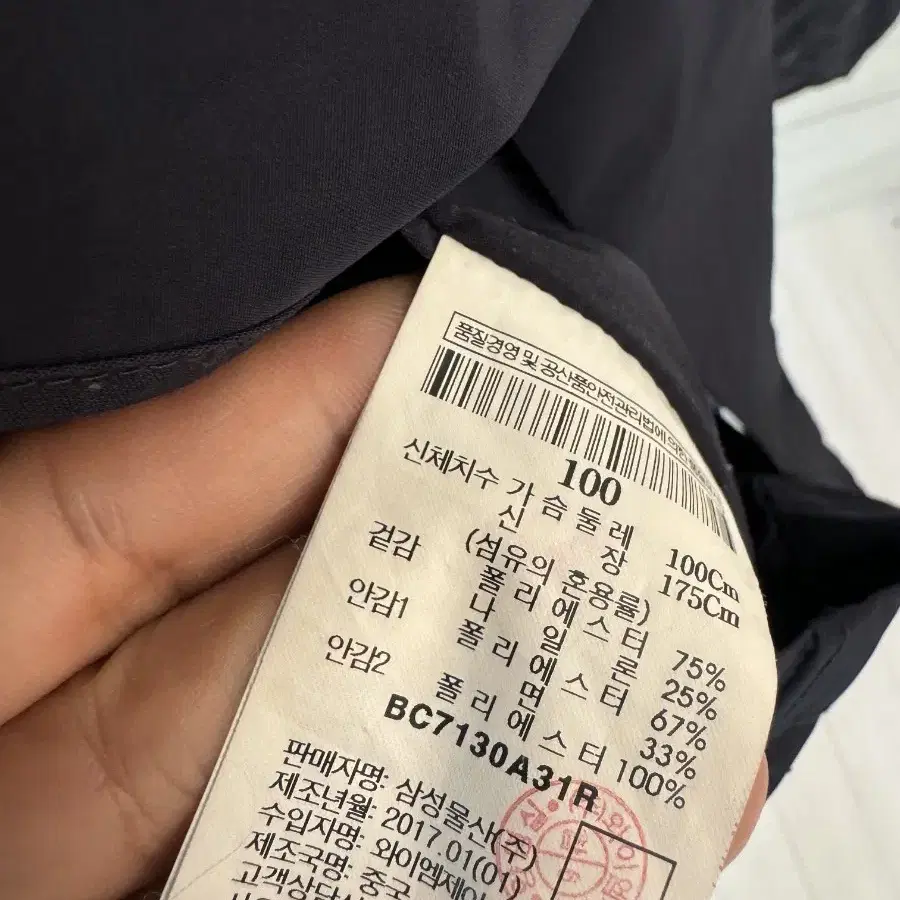 품질경영 및 공산품안전관리법에 의한
100
신체치수 가슴둘레 100Cm
신장 175Cm
(섬유의 혼용률)
겉감 폴리에스터 75%
나일론 25%
안감1 폴리에스터 67%
면 33%
안감2 폴리에스터 100%
BC7130A31R
판매자명: 삼성물산(주)
제조년월: 2017.01(01)
수입자명: 와이엠제이
제조국명: 중국
고객상담실